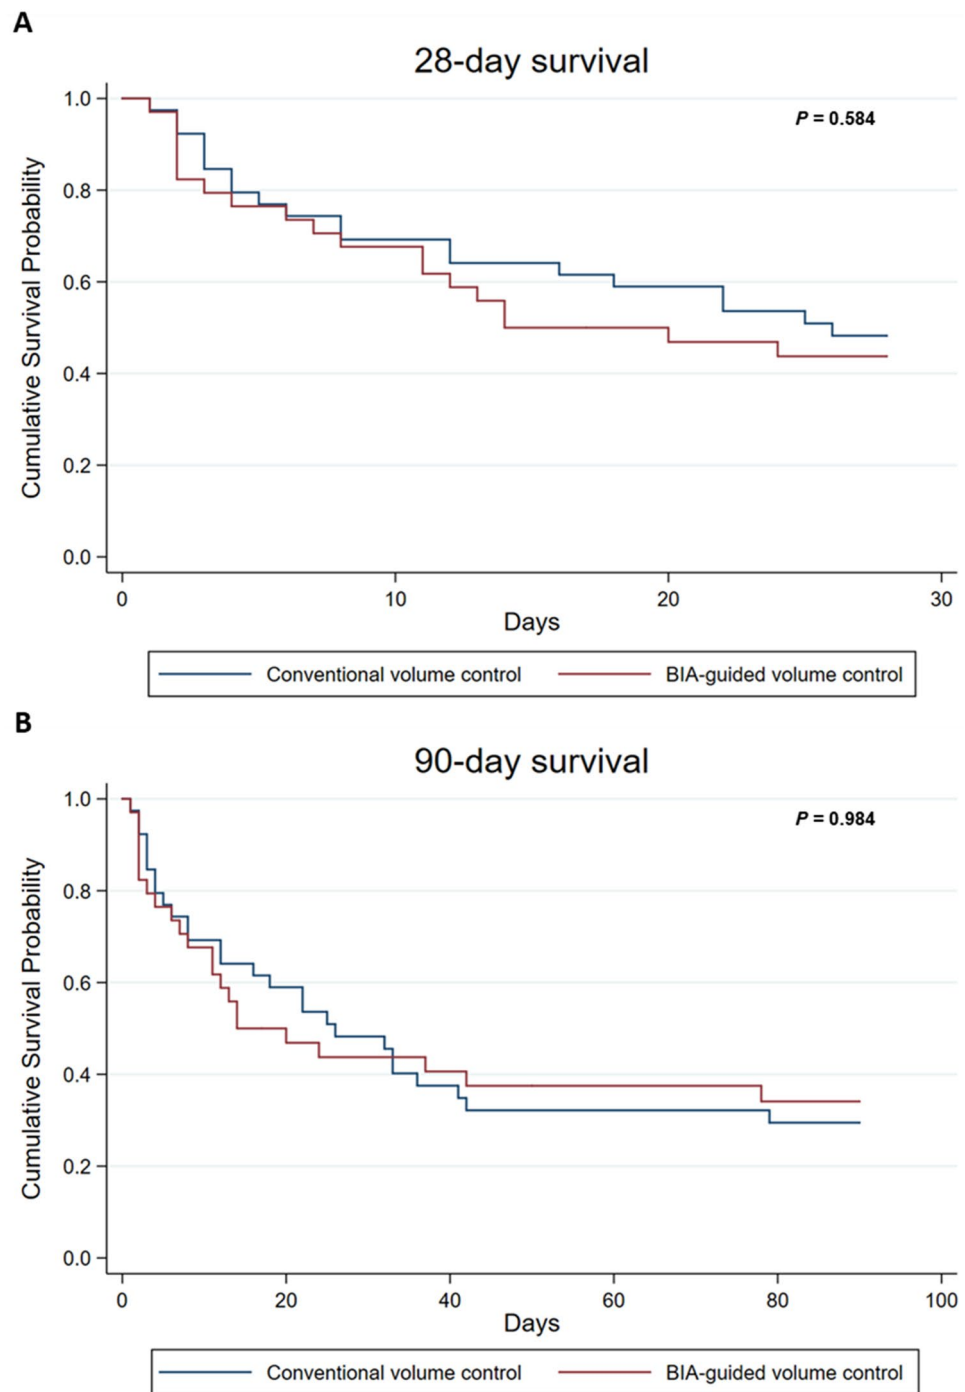 A
28-day survival
P = 0.584
Cumulative Survival Probability
1.0
0.8
0.6
0.4
0.2
0.0
0 10 20 30
Days
Conventional volume control BIA-guided volume control
B
90-day survival
P = 0.984
Cumulative Survival Probability
1.0
0.8
0.6
0.4
0.2
0.0
0 20 40 60 80 100
Days
Conventional volume control BIA-guided volume control